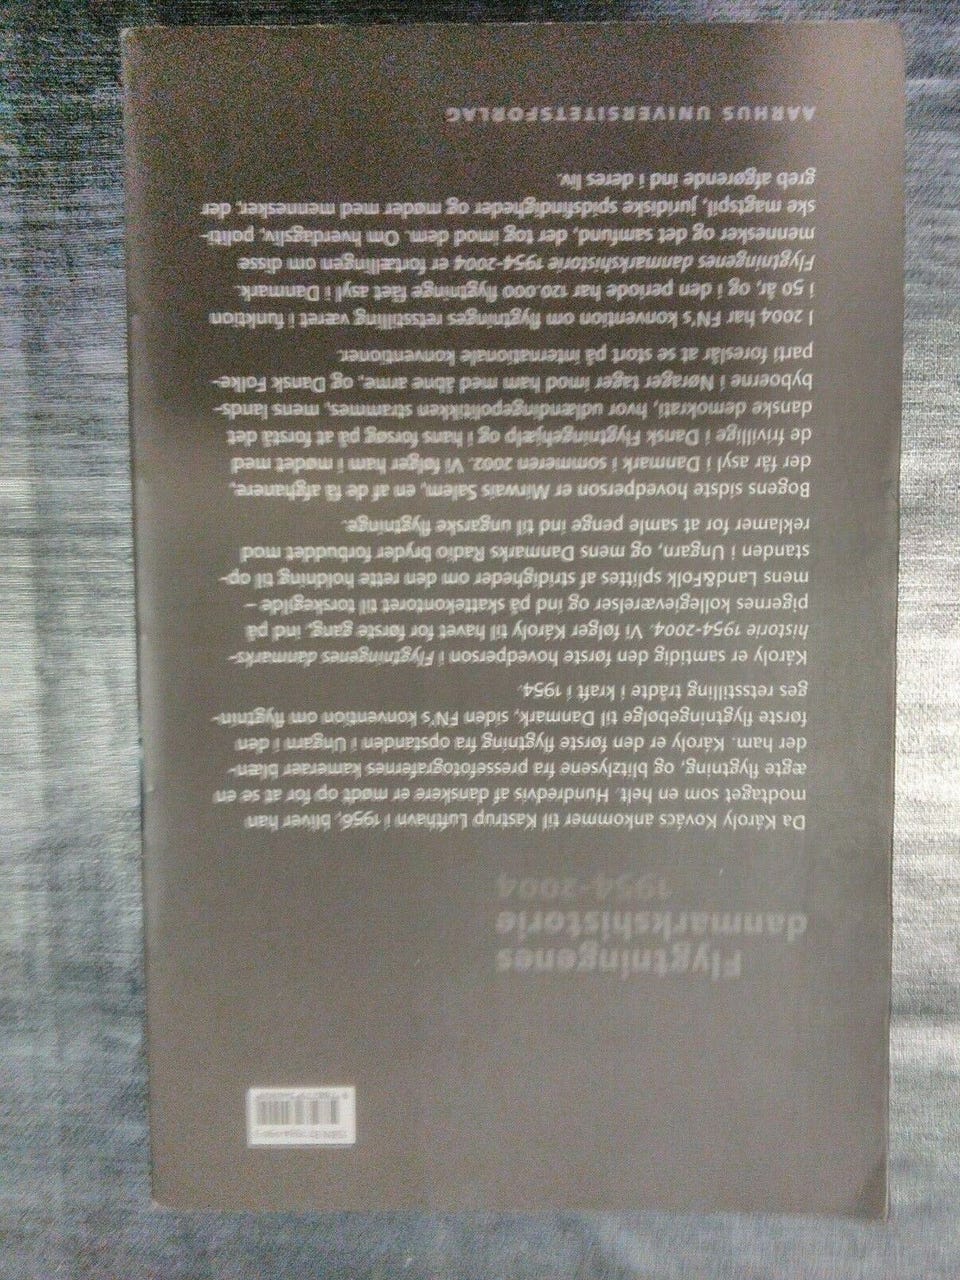 Flygtningenes
danmarkshistorie
1954-2004
Da Károly Kovács ankommer til Kastrup Lufthavn i 1956, bliver han
modtaget som en helt. Hundredvis af danskere er mødt op for at se en
ægte flygtning, og blitzlysene fra pressefotografernes kameraer blæn-
der ham. Károly er den første flygtning fra opstanden i Ungarn i den
første flygtningebølge til Danmark, siden FN's konvention om flygtnin-
ges retsstilling trådte i kraft i 1954.
Károly er samtidig den første hovedperson i Flygtningenes danmarks-
historie 1954-2004. Vi følger Károly til havet for første gang, ind på
pigernes kollegieværelser og ind på skattekontoret til torskegilde –
mens Land&Folk splittes af stridigheder om den rette holdning til op-
standen i Ungarn, og mens Danmarks Radio bryder forbuddet mod
reklamer for at samle penge ind til ungarske flygtninge.
Bogens sidste hovedperson er Mirwais Salem, en af de få afghanere,
der får asyl i Danmark i sommeren 2002. Vi følger ham i mødet med
de frivillige i Dansk Flygtningehjælp og i hans forsøg på at forstå det
danske demokrati, hvor udlændingepolitikken strammes, mens lands-
byboerne i Nørager tager imod ham med åbne arme, og Dansk Folke-
parti foreslår at se stort på internationale konventioner.
I 2004 har FN's konvention om flygtninges retsstilling været i funktion
i 50 år, og i den periode har 120.000 flygtninge fået asyl i Danmark.
Flygtningenes danmarkshistorie 1954-2004 er fortællingen om disse
mennesker og det samfund, der tog imod dem. Om hverdagsliv, politi-
ske magtspil, juridiske spidsfindigheder og møder med mennesker, der
greb afgørende ind i deres liv.
AARHUS UNIVERSITETSFORLAG